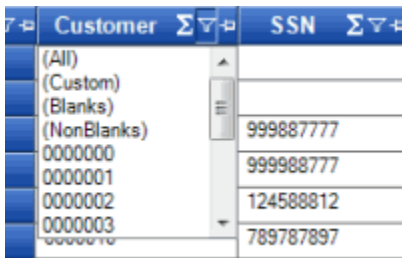 Customer Σ SSN Σ
(All)
(Custom)
(Blanks)
(NonBlanks) 999887777
0000000
0000001 999988777
0000002 124588812
0000003
789787897